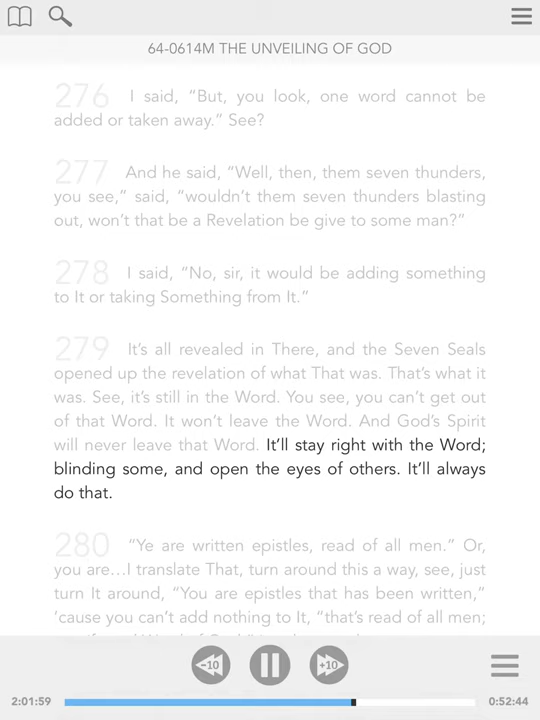 64-0614M THE UNVEILING OF GOD
276 I said, “But, you look, one word cannot be
added or taken away.” See?
277 And he said, “Well, then, them seven thunders,
you see,” said, “wouldn’t them seven thunders blasting
out, won’t that be a Revelation be give to some man?”
278 I said, “No, sir, it would be adding something
to It or taking Something from It.”
279 It’s all revealed in There, and the Seven Seals
opened up the revelation of what That was. That’s what it
was. See, it’s still in the Word. You see, you can’t get out
of that Word. It won’t leave the Word. And God’s Spirit
will never leave that Word. It’ll stay right with the Word;
blinding some, and open the eyes of others. It’ll always
do that.
280 “Ye are written epistles, read of all men.” Or,
you are…I translate That, turn around this a way, see, just
turn It around, “You are epistles that has been written,”
’cause you can’t add nothing to It, “that’s read of all men;
-10
+10
2:01:59
0:52:44